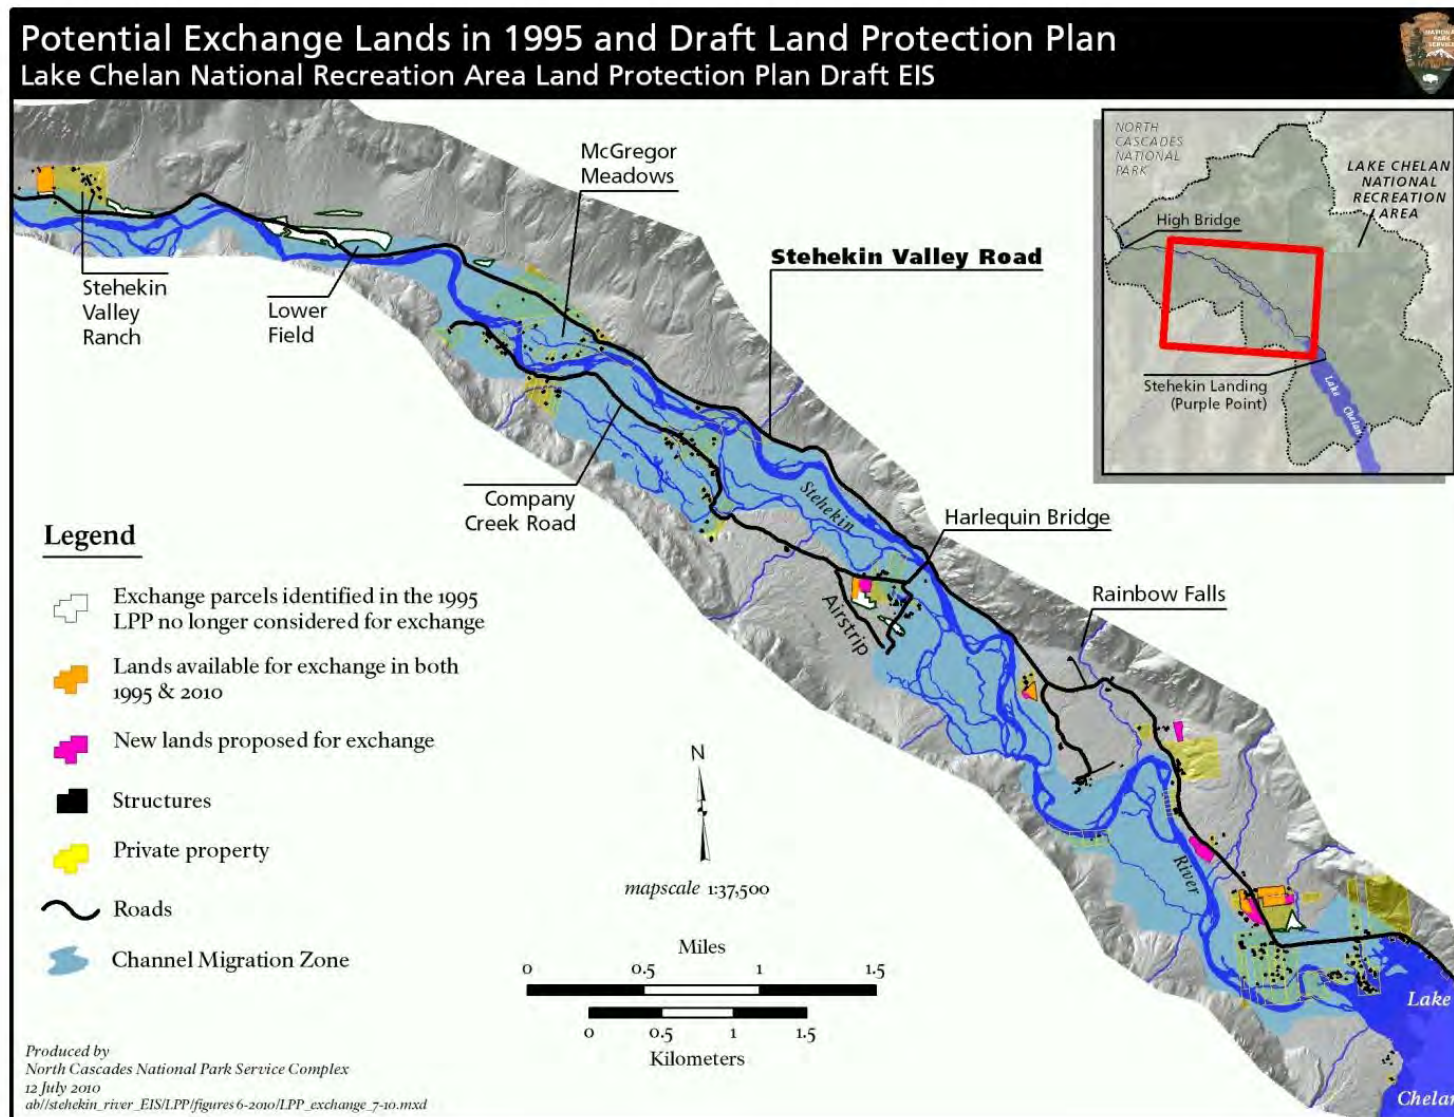 Potential Exchange Lands in 1995 and Draft Land Protection Plan
Lake Chelan National Recreation Area Land Protection Plan Draft EIS
NATIONAL
PARK
SERVICE
NORTH
CASCADES
NATIONAL
PARK
LAKE CHELAN
NATIONAL
RECREATION
AREA
High Bridge
Stehekin Landing
(Purple Point)
Lake Chelan
McGregor
Meadows
Stehekin Valley Road
Stehekin
Valley
Ranch
Lower
Field
Company
Creek Road
Stehekin
Harlequin Bridge
Airstrip
Rainbow Falls
River
Lake
Chelan
Legend
Exchange parcels identified in the 1995
LPP no longer considered for exchange
Lands available for exchange in both
1995 & 2010
New lands proposed for exchange
Structures
Private property
Roads
Channel Migration Zone
N
mapscale 1:37,500
Miles
0 0.5 1 1.5
0 0.5 1 1.5
Kilometers
Produced by
North Cascades National Park Service Complex
12 July 2010
ab//stehekin_river_EIS/LPP/figures 6-2010/LPP_exchange_7-10.mxd